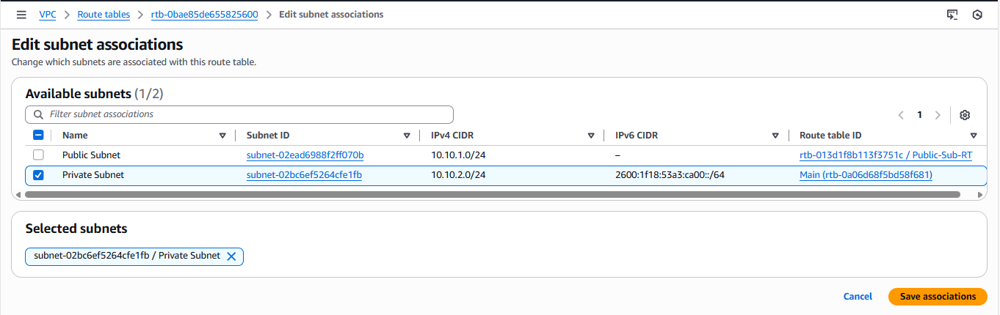 VPC > Route tables > rtb-0bae85de655825600 > Edit subnet associations
Edit subnet associations
Change which subnets are associated with this route table.
Available subnets (1/2)
Filter subnet associations
1
Name Subnet ID IPv4 CIDR IPv6 CIDR Route table ID
Public Subnet subnet-02ead6988f2ff070b 10.10.1.0/24 – rtb-013d1f8b113f3751c / Public-Sub-RT
Private Subnet subnet-02bc6ef5264cfe1fb 10.10.2.0/24 2600:1f18:53a3:ca00::/64 Main (rtb-0a06d68f5bd58f681)
Selected subnets
subnet-02bc6ef5264cfe1fb / Private Subnet
Cancel Save associations